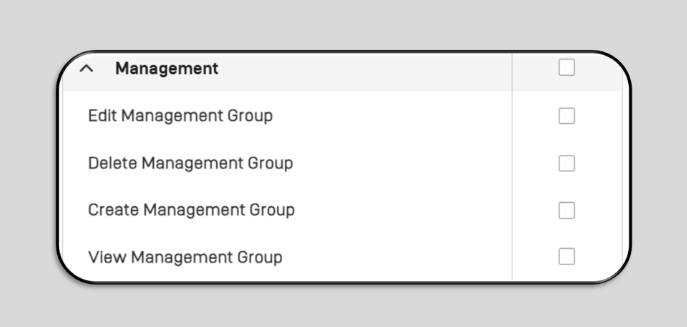 Management
Edit Management Group
Delete Management Group
Create Management Group
View Management Group